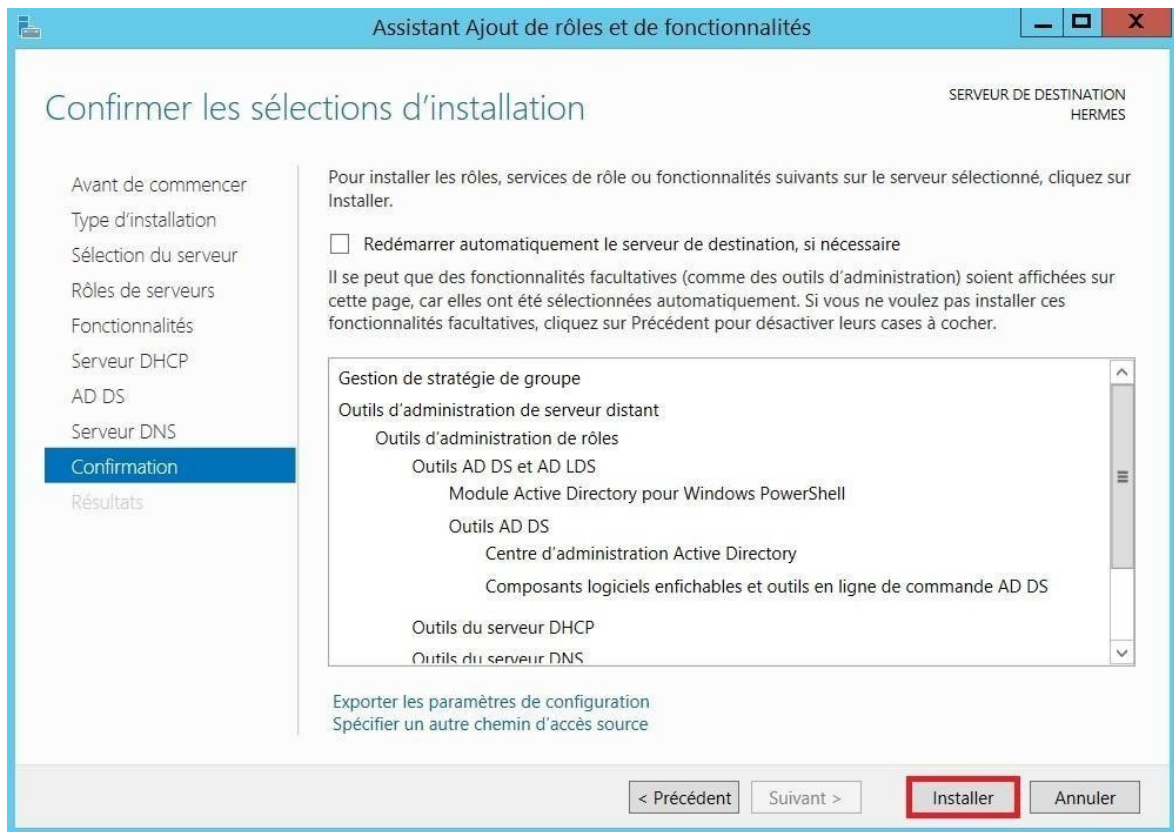 Assistant Ajout de rôles et de fonctionnalités
Confirmer les sélections d’installation
SERVEUR DE DESTINATION
HERMES
Avant de commencer
Type d’installation
Sélection du serveur
Rôles de serveurs
Fonctionnalités
Serveur DHCP
AD DS
Serveur DNS
Confirmation
Résultats
Pour installer les rôles, services de rôle ou fonctionnalités suivants sur le serveur sélectionné, cliquez sur
Installer.
Redémarrer automatiquement le serveur de destination, si nécessaire
Il se peut que des fonctionnalités facultatives (comme des outils d’administration) soient affichées sur
cette page, car elles ont été sélectionnées automatiquement. Si vous ne voulez pas installer ces
fonctionnalités facultatives, cliquez sur Précédent pour désactiver leurs cases à cocher.
Gestion de stratégie de groupe
Outils d’administration de serveur distant
Outils d’administration de rôles
Outils AD DS et AD LDS
Module Active Directory pour Windows PowerShell
Outils AD DS
Centre d’administration Active Directory
Composants logiciels enfichables et outils en ligne de commande AD DS
Outils du serveur DHCP
Outils du serveur DNS
Exporter les paramètres de configuration
Spécifier un autre chemin d’accès source
< Précédent
Suivant >
Installer
Annuler